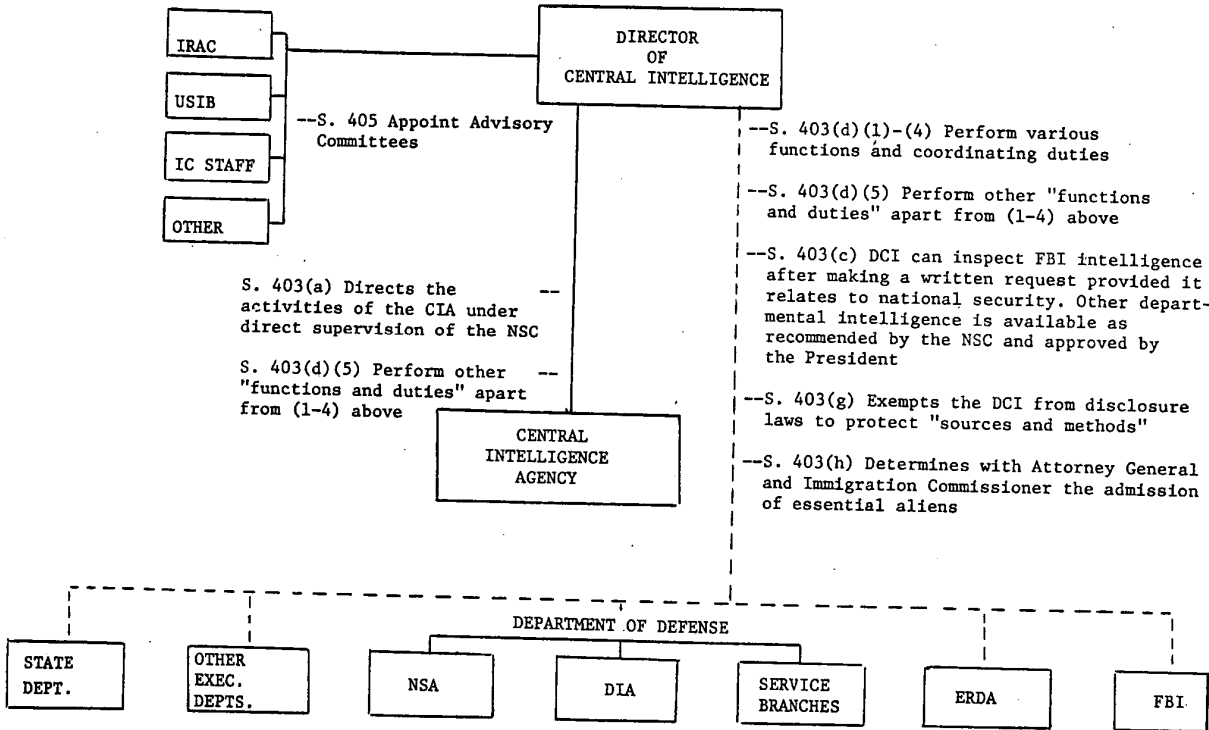 DIRECTOR
OF
CENTRAL INTELLIGENCE
IRAC
USIB
IC STAFF
OTHER
--S. 405 Appoint Advisory
Committees
S. 403(a) Directs the --
activities of the CIA under
direct supervision of the NSC
S. 403(d)(5) Perform other --
"functions and duties" apart
from (1-4) above
CENTRAL
INTELLIGENCE
AGENCY
--S. 403(d)(1)-(4) Perform various
functions and coordinating duties
--S. 403(d)(5) Perform other "functions
and duties" apart from (1-4) above
--S. 403(c) DCI can inspect FBI intelligence
after making a written request provided it
relates to national security. Other depart-
mental intelligence is available as
recommended by the NSC and approved by
the President
--S. 403(g) Exempts the DCI from disclosure
laws to protect "sources and methods"
--S. 403(h) Determines with Attorney General
and Immigration Commissioner the admission
of essential aliens
DEPARTMENT OF DEFENSE
STATE
DEPT.
OTHER
EXEC.
DEPTS.
NSA
DIA
SERVICE
BRANCHES
ERDA
FBI